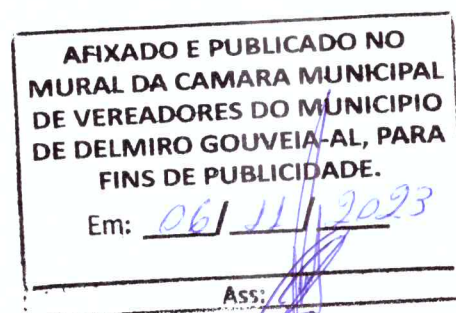 AFIXADO E PUBLICADO NO
MURAL DA CAMARA MUNICIPAL
DE VEREADORES DO MUNICIPIO
DE DELMIRO GOUVEIA-AL, PARA
FINS DE PUBLICIDADE.
Em: 06/ 11 / 2023
Ass: